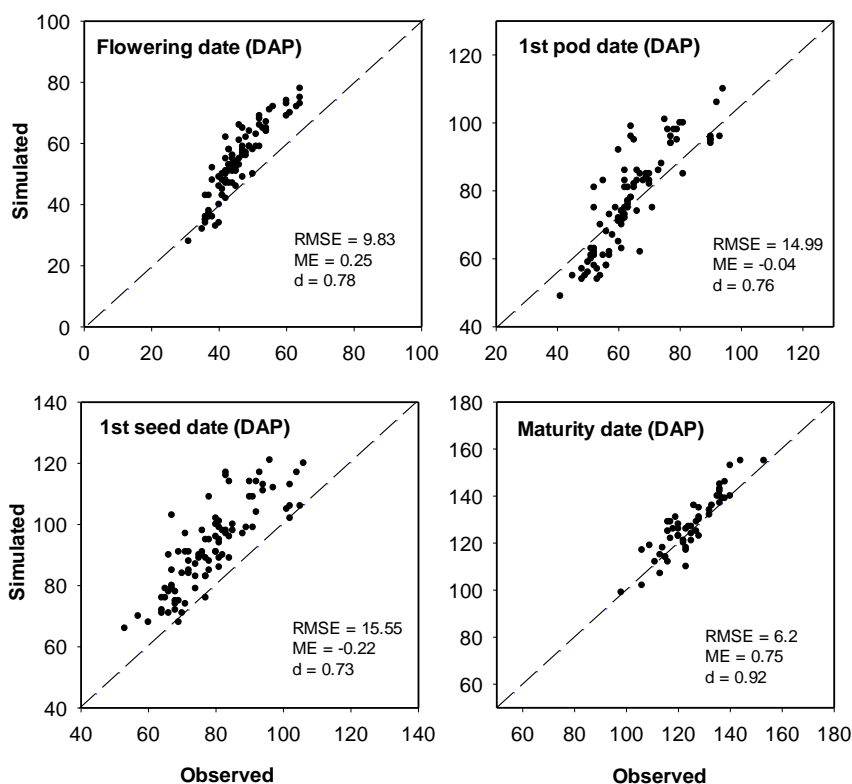 Flowering date (DAP)
Simulated
100
80
60
40
20
0
0 20 40 60 80 100
RMSE = 9.83
ME = 0.25
d = 0.78
1st pod date (DAP)
120
100
80
60
40
20 40 60 80 100 120
RMSE = 14.99
ME = -0.04
d = 0.76
1st seed date (DAP)
Simulated
140
120
100
80
60
40
40 60 80 100 120 140
Observed
RMSE = 15.55
ME = -0.22
d = 0.73
Maturity date (DAP)
180
160
140
120
100
80
60
60 80 100 120 140 160 180
Observed
RMSE = 6.2
ME = 0.75
d = 0.92